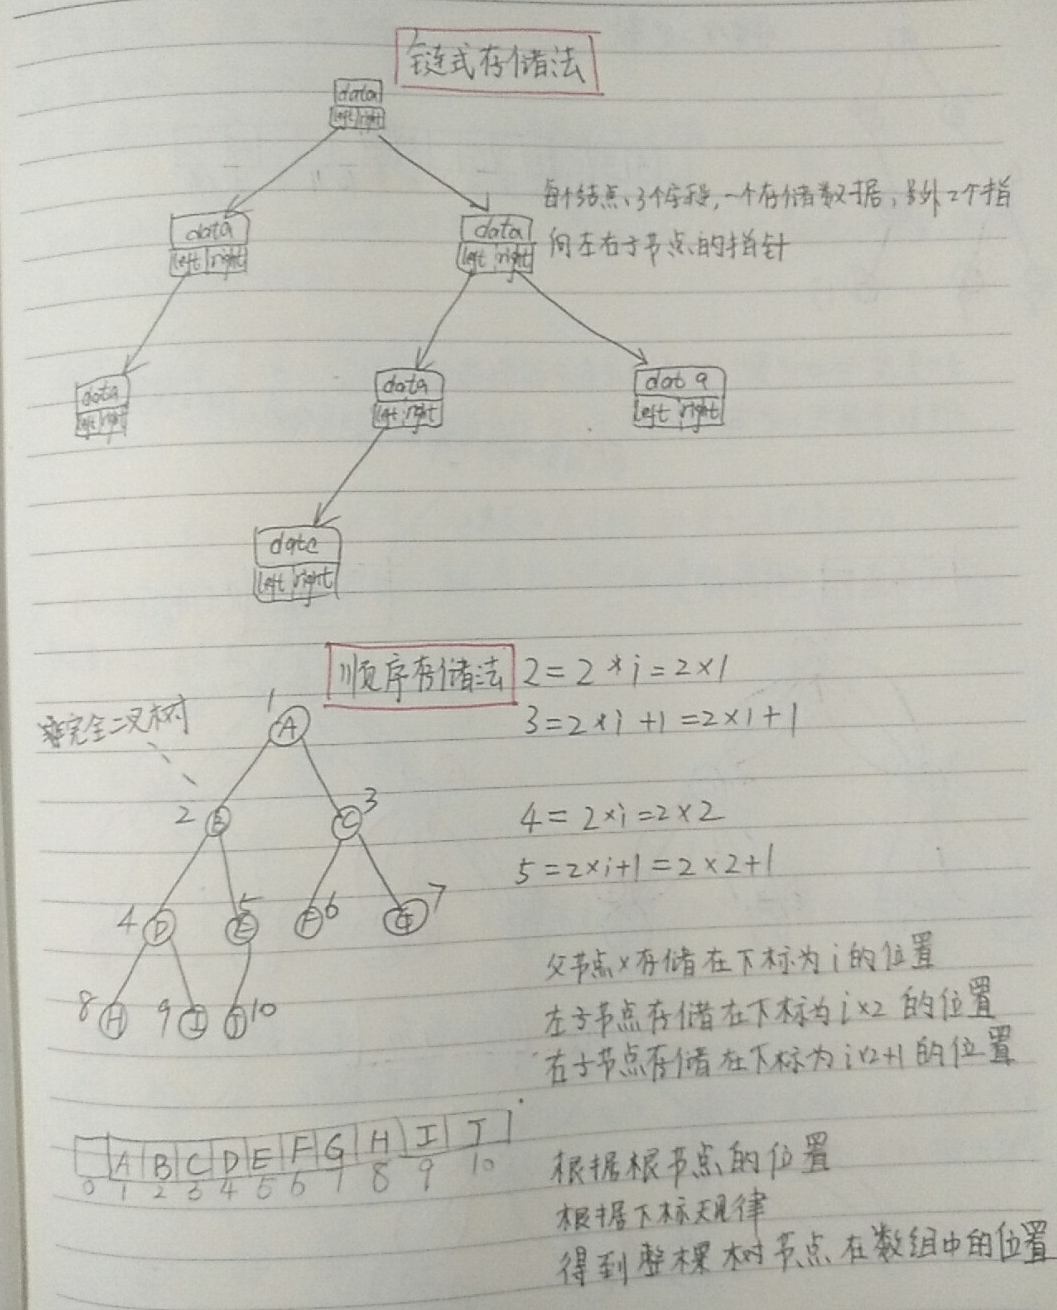 链式存储法
data
left right
data
left right
data
left right
每个结点、3个字段,一个存储数据,另外2个指
向左右子节点的指针
data
left right
data
left right
data
left right
data
left right
顺序存储法
2=2*i=2×1
3=2*i+1=2×1+1
完全二叉树
1
A
2
B
3
C
4=2×i=2×2
5=2×i+1=2×2+1
4
D
5
E
F
6
G
7
8
H
9
I
J
10
父节点×存储在下标为i的位置
左子节点存储在下标为i×2的位置
右子节点存储在下标为i×2+1的位置
A B C D E F G H I J
0 1 2 3 4 5 6 7 8 9 10
根据根节点的位置
根据下标规律
得到整棵树节点在数组中的位置